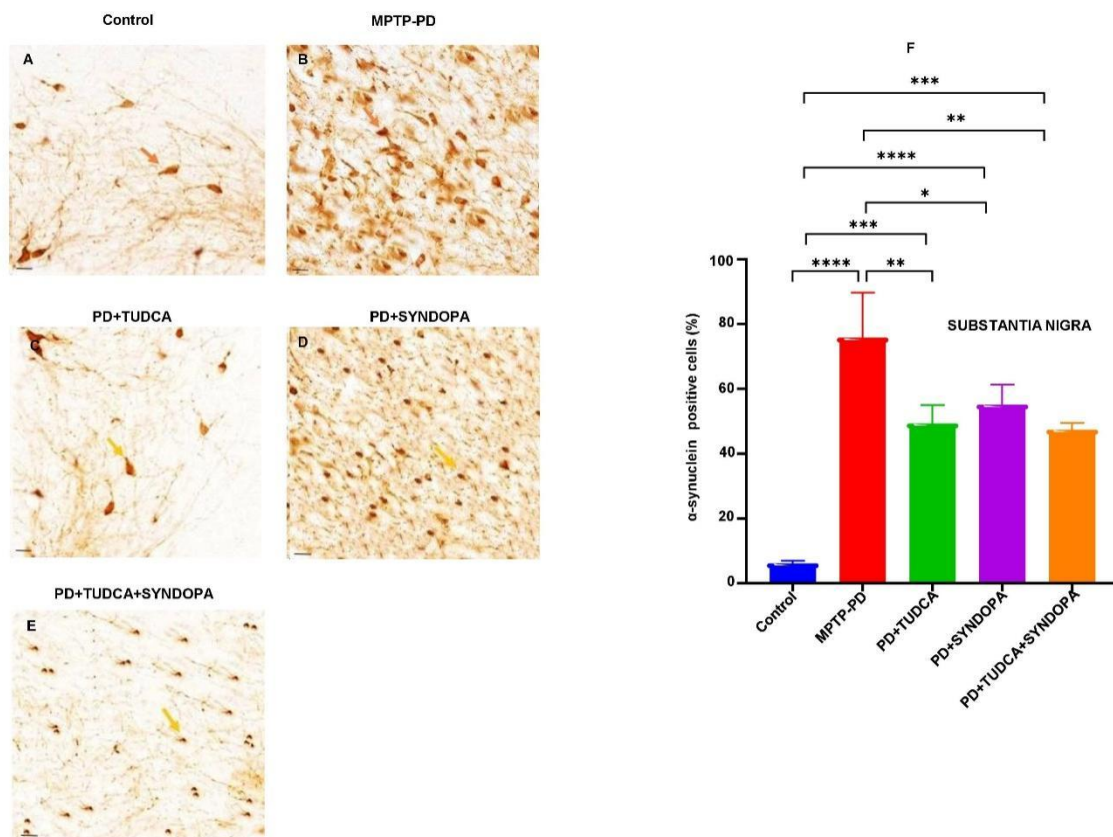 Control
MPTP-PD
A
B
PD+TUDCA
PD+SYNDOPA
C
D
PD+TUDCA+SYNDOPA
E
F
***
**
****
*
***
**** **
SUBSTANTIA NIGRA
α-synuclein positive cells (%)
100
80
60
40
20
0
Control
MPTP-PD
PD+TUDCA
PD+SYNDOPA
PD+TUDCA+SYNDOPA